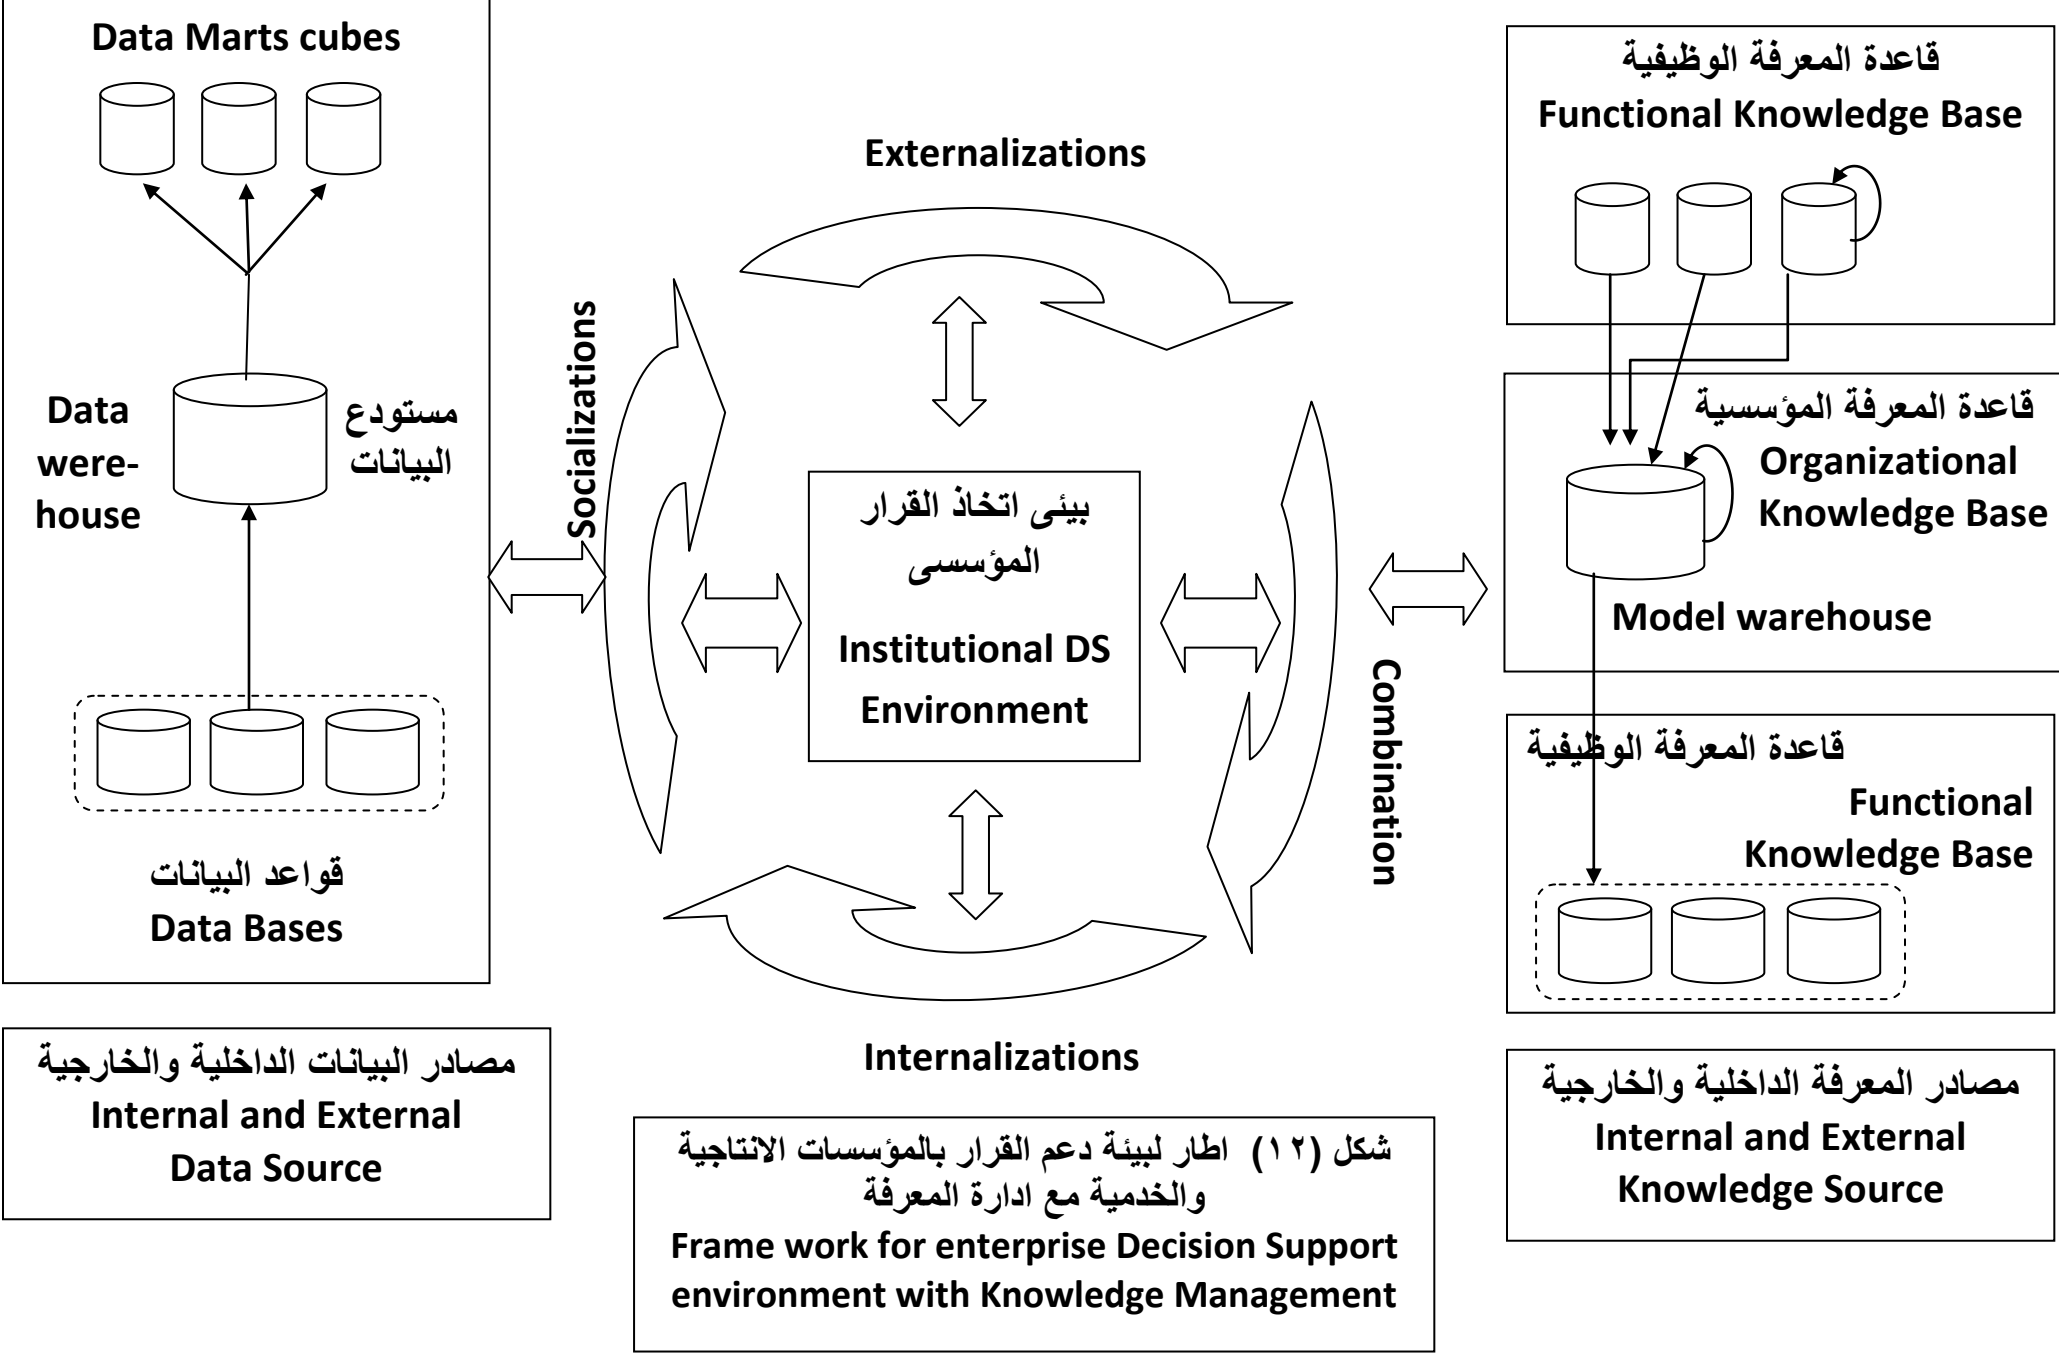 Data Marts cubes
Data
were-
house
مستودع
البيانات
قواعد البيانات
Data Bases
مصادر البيانات الداخلية والخارجية
Internal and External
Data Source
Externalizations
Socializations
بيئى اتخاذ القرار
المؤسسى
Institutional DS
Environment
Combination
Internalizations
شكل (١٢) اطار لبيئة دعم القرار بالمؤسسات الانتاجية
والخدمية مع ادارة المعرفة
Frame work for enterprise Decision Support
environment with Knowledge Management
قاعدة المعرفة الوظيفية
Functional Knowledge Base
قاعدة المعرفة المؤسسية
Organizational
Knowledge Base
Model warehouse
قاعدة المعرفة الوظيفية
Functional
Knowledge Base
مصادر المعرفة الداخلية والخارجية
Internal and External
Knowledge Source